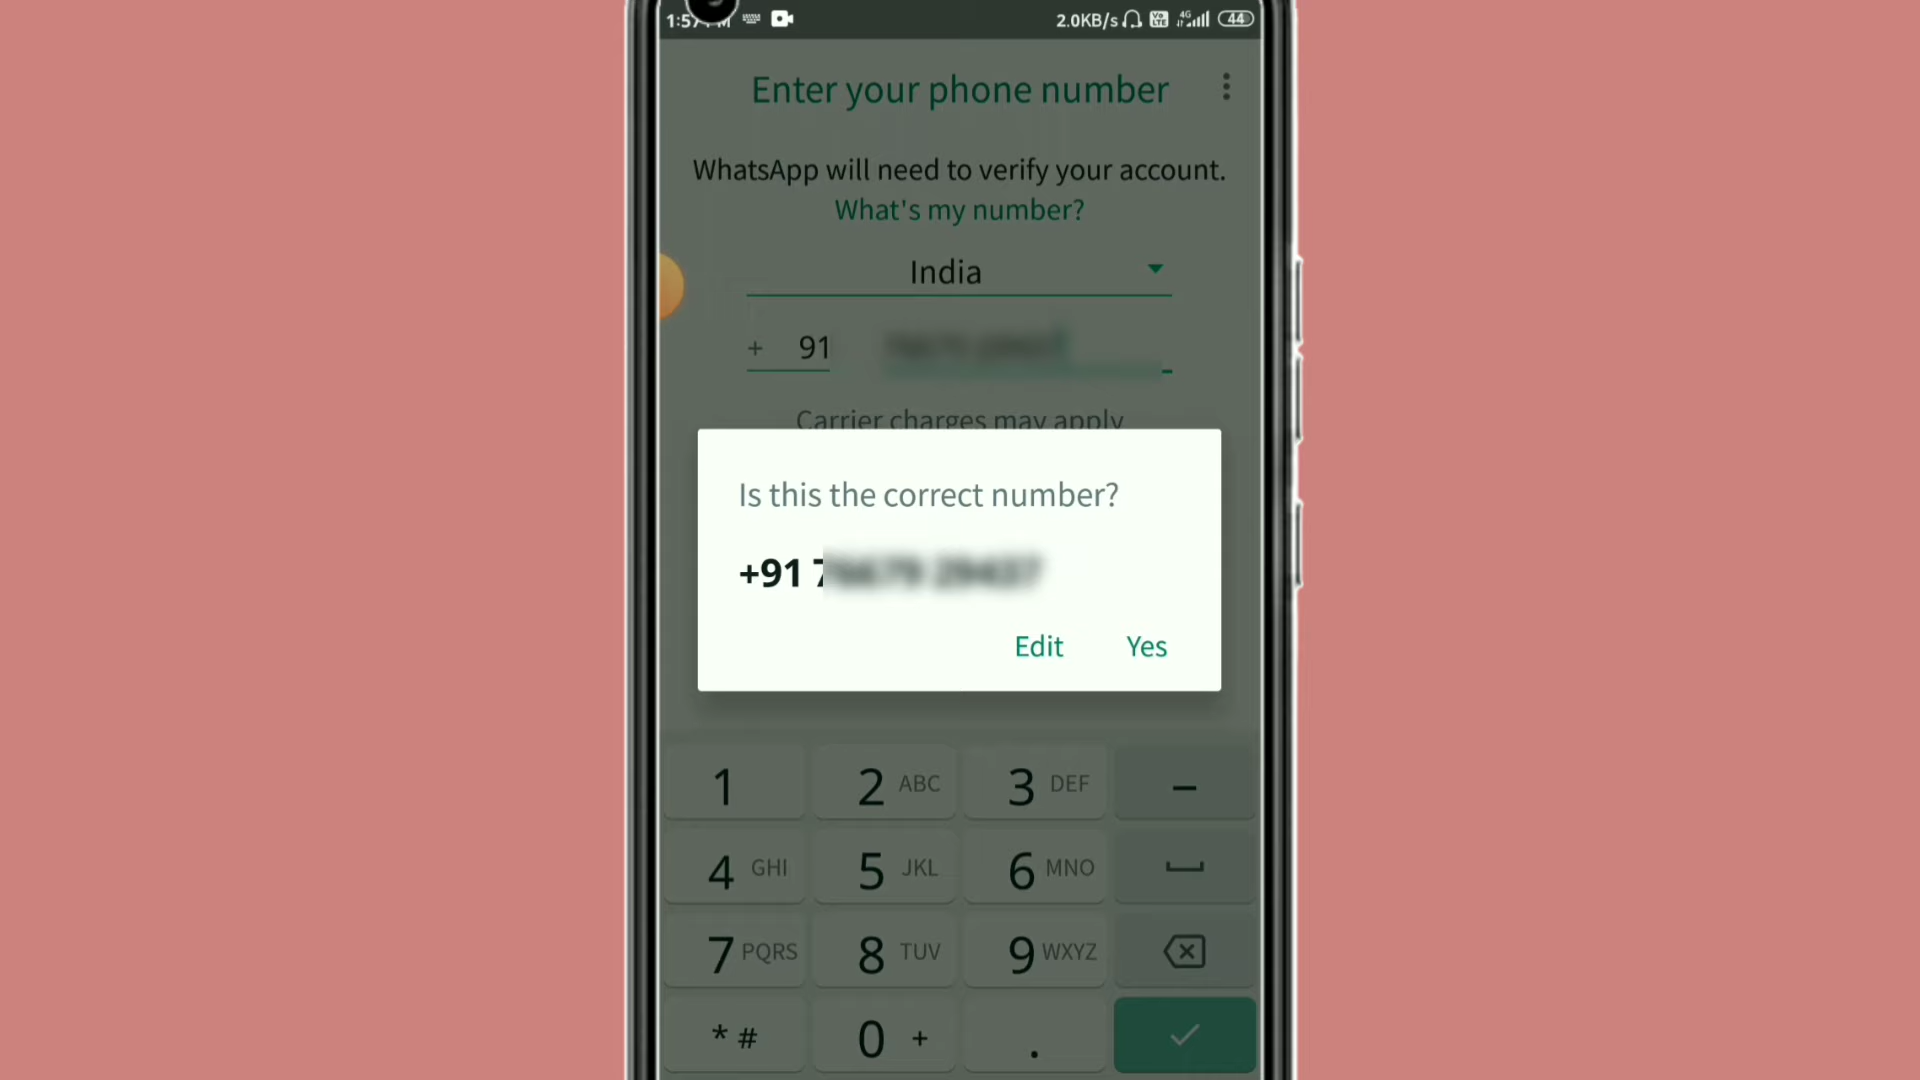 2.0KB/s 4G 44
Enter your phone number
WhatsApp will need to verify your account.
What's my number?
India
+ 91
Carrier charges may apply
Is this the correct number?
+91
Edit Yes
1 2 ABC 3 DEF –
4 GHI 5 JKL 6 MNO
7 PQRS 8 TUV 9 WXYZ
* # 0 + .